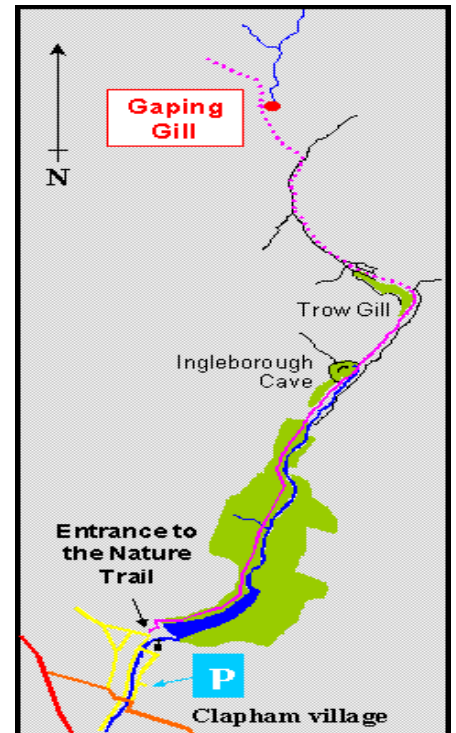 Gaping
Gill
N
Trow Gill
Ingleborough
Cave
Entrance to
the Nature
Trail
P
Clapham village